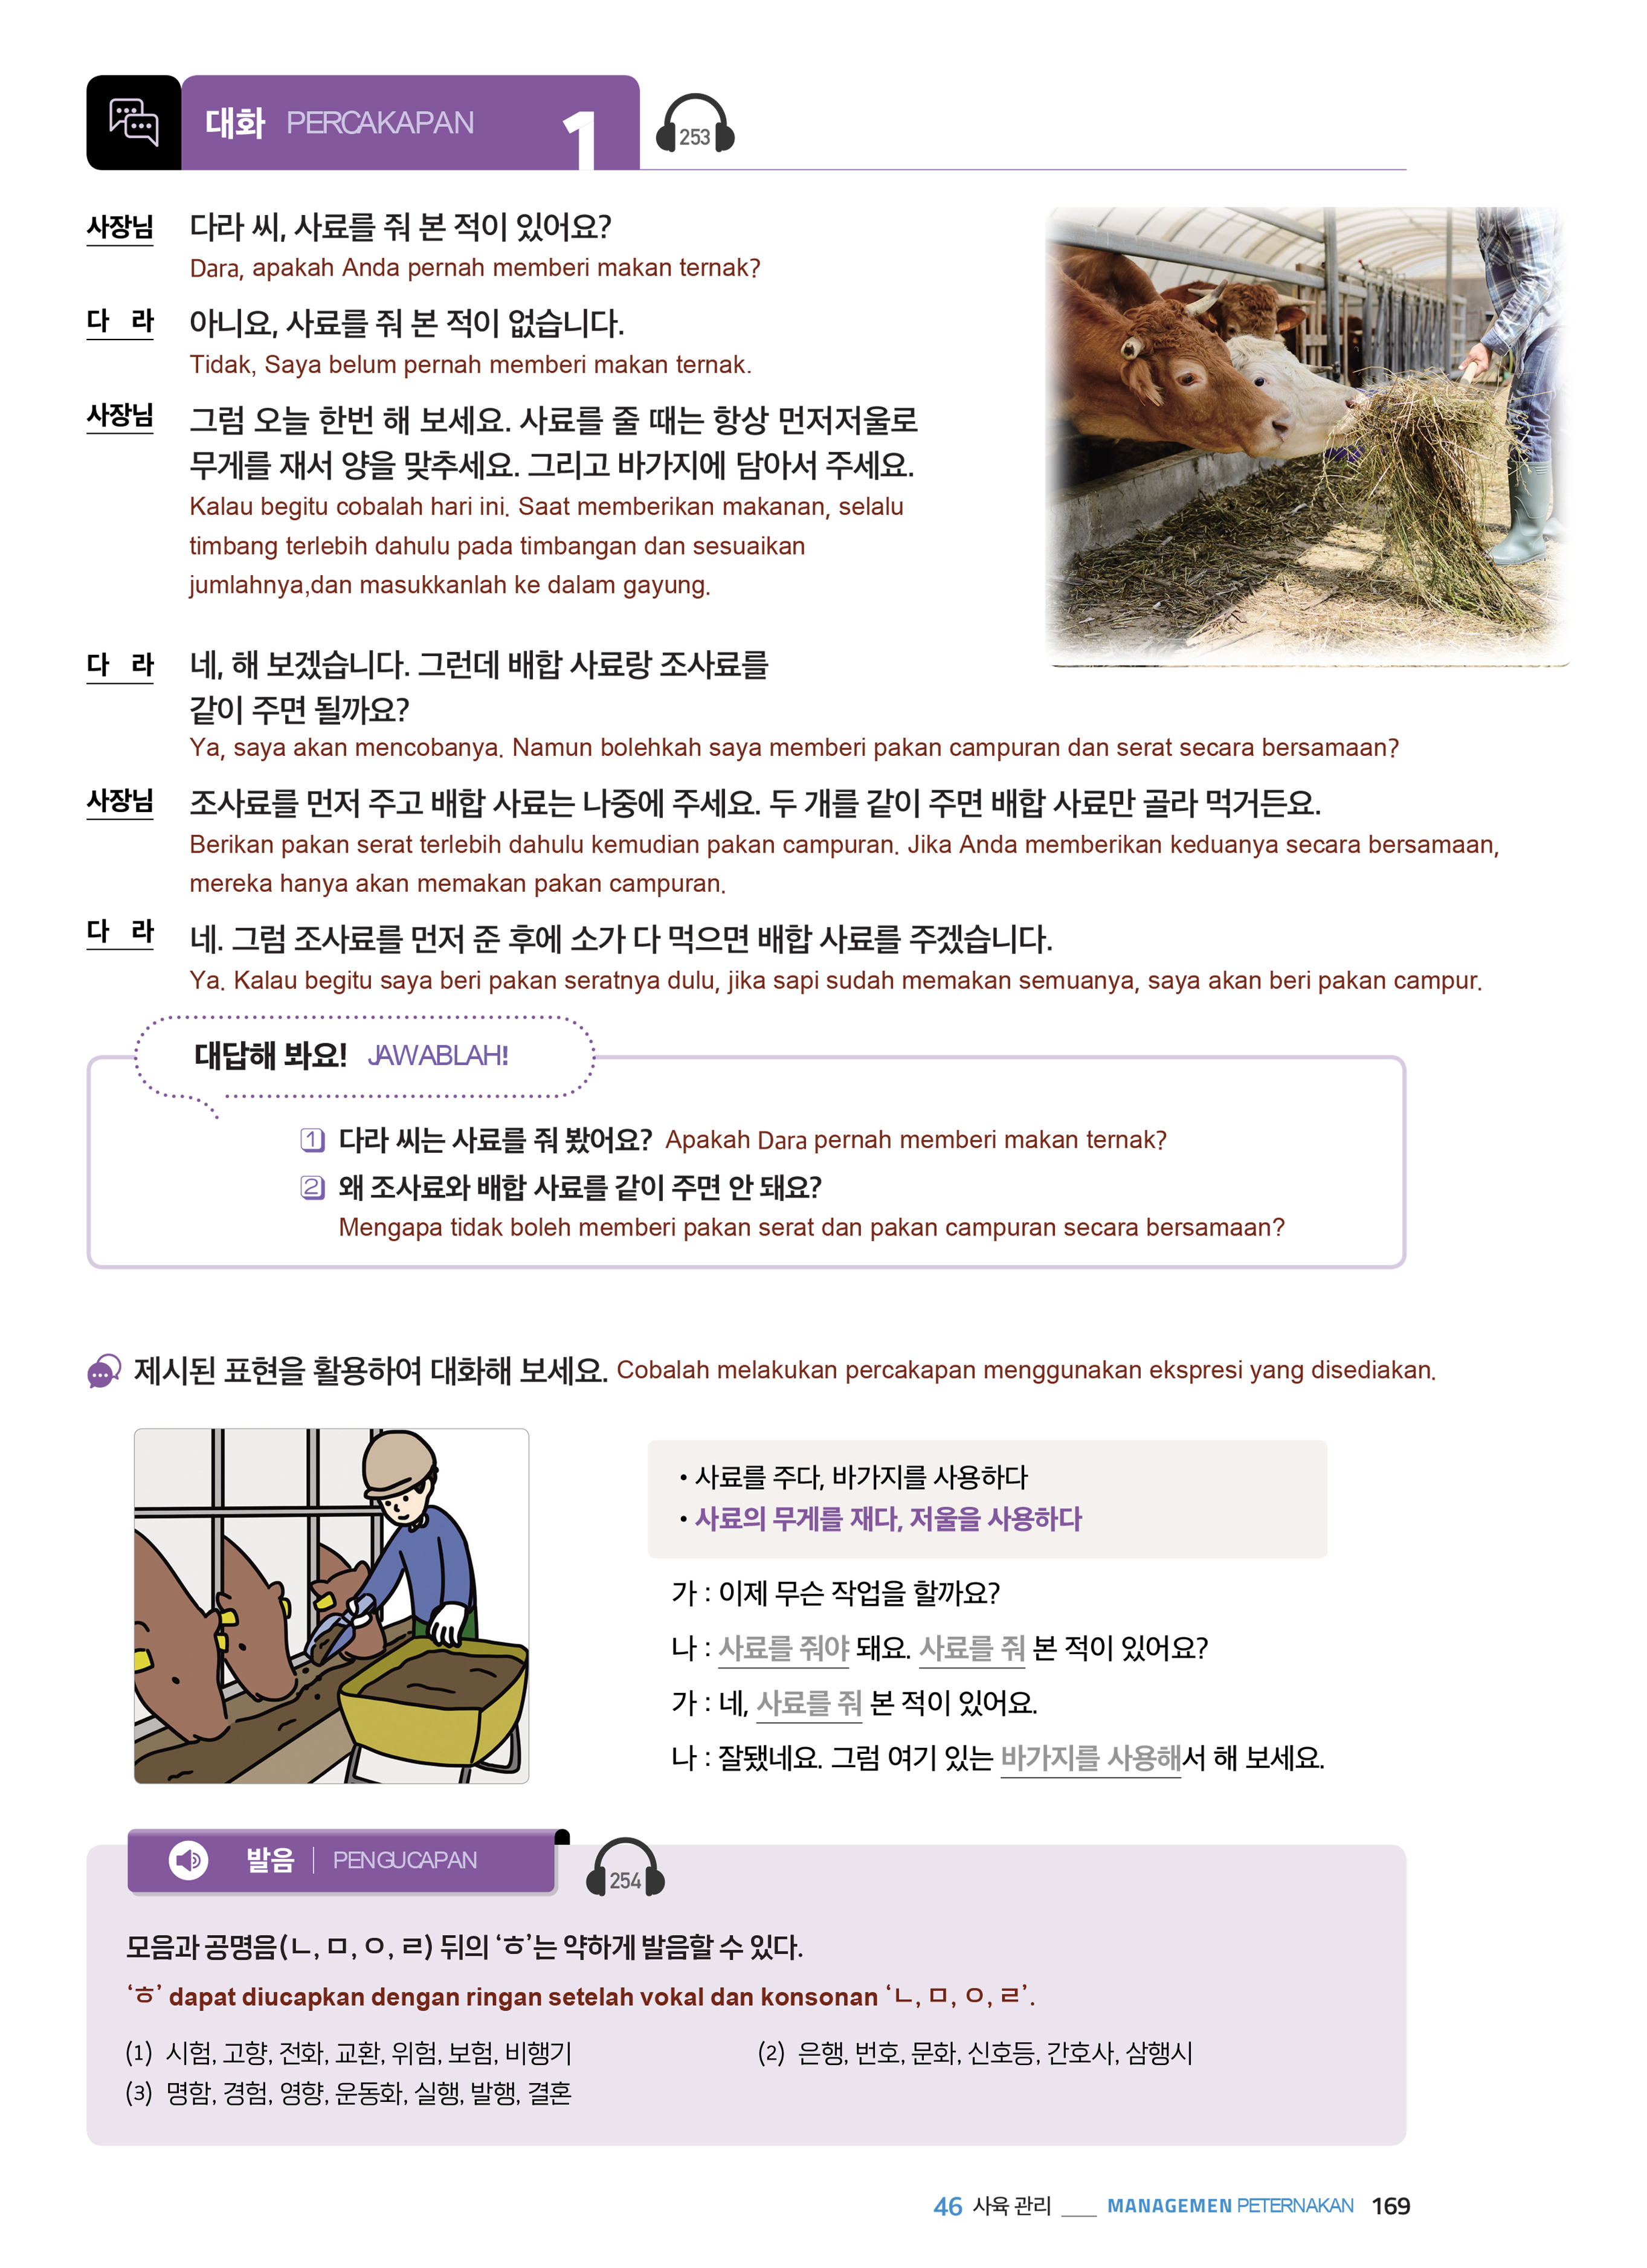 대화 PERCAKAPAN 1 253
사장님 다라 씨, 사료를 줘 본 적이 있어요?
Dara, apakah Anda pernah memberi makan ternak?
다 라 아니요, 사료를 줘 본 적이 없습니다.
Tidak, Saya belum pernah memberi makan ternak.
사장님 그럼 오늘 한번 해 보세요. 사료를 줄 때는 항상 먼저저울로
무게를 재서 양을 맞추세요. 그리고 바가지에 담아서 주세요.
Kalau begitu cobalah hari ini. Saat memberikan makanan, selalu
timbang terlebih dahulu pada timbangan dan sesuaikan
jumlahnya,dan masukkanlah ke dalam gayung.
다 라 네, 해 보겠습니다. 그런데 배합 사료랑 조사료를
같이 주면 될까요?
Ya, saya akan mencobanya. Namun bolehkah saya memberi pakan campuran dan serat secara bersamaan?
사장님 조사료를 먼저 주고 배합 사료는 나중에 주세요. 두 개를 같이 주면 배합 사료만 골라 먹거든요.
Berikan pakan serat terlebih dahulu kemudian pakan campuran. Jika Anda memberikan keduanya secara bersamaan,
mereka hanya akan memakan pakan campuran.
다 라 네. 그럼 조사료를 먼저 준 후에 소가 다 먹으면 배합 사료를 주겠습니다.
Ya. Kalau begitu saya beri pakan seratnya dulu, jika sapi sudah memakan semuanya, saya akan beri pakan campur.
대답해 봐요! JAWABLAH!
1 다라 씨는 사료를 줘 봤어요? Apakah Dara pernah memberi makan ternak?
2 왜 조사료와 배합 사료를 같이 주면 안 돼요?
Mengapa tidak boleh memberi pakan serat dan pakan campuran secara bersamaan?
제시된 표현을 활용하여 대화해 보세요. Cobalah melakukan percakapan menggunakan ekspresi yang disediakan.
• 사료를 주다, 바가지를 사용하다
• 사료의 무게를 재다, 저울을 사용하다
가 : 이제 무슨 작업을 할까요?
나 : 사료를 줘야 돼요. 사료를 줘 본 적이 있어요?
가 : 네, 사료를 줘 본 적이 있어요.
나 : 잘됐네요. 그럼 여기 있는 바가지를 사용해서 해 보세요.
발음 PENGUCAPAN 254
모음과 공명음(ㄴ, ㅁ, ㅇ, ㄹ) 뒤의 ‘ㅎ’는 약하게 발음할 수 있다.
‘ㅎ’ dapat diucapkan dengan ringan setelah vokal dan konsonan ‘ㄴ, ㅁ, ㅇ, ㄹ’.
(1) 시험, 고향, 전화, 교환, 위험, 보험, 비행기
(2) 은행, 번호, 문화, 신호등, 간호사, 삼행시
(3) 명함, 경험, 영향, 운동화, 실행, 발행, 결혼
46 사육 관리 ___ MANAGEMEN PETERNAKAN 169